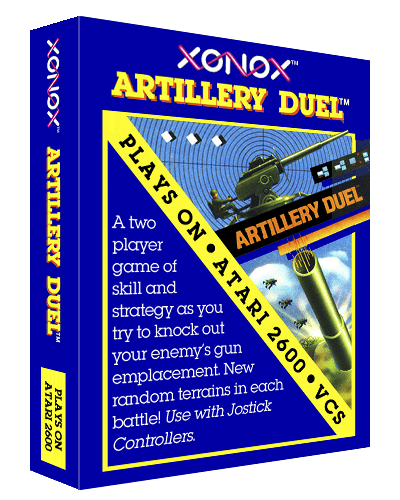 XONOX™
ARTILLERY DUEL™
PLAYS ON • ATARI 2600 • VCS
ARTILLERY DUEL
A two
player
game of
skill and
strategy as you
try to knock out
your enemy's gun
emplacement. New
random terrains in each
battle! Use with Jostick
Controllers.
XONOX™
ARTILLERY DUEL™
PLAYS ON
ATARI 2600